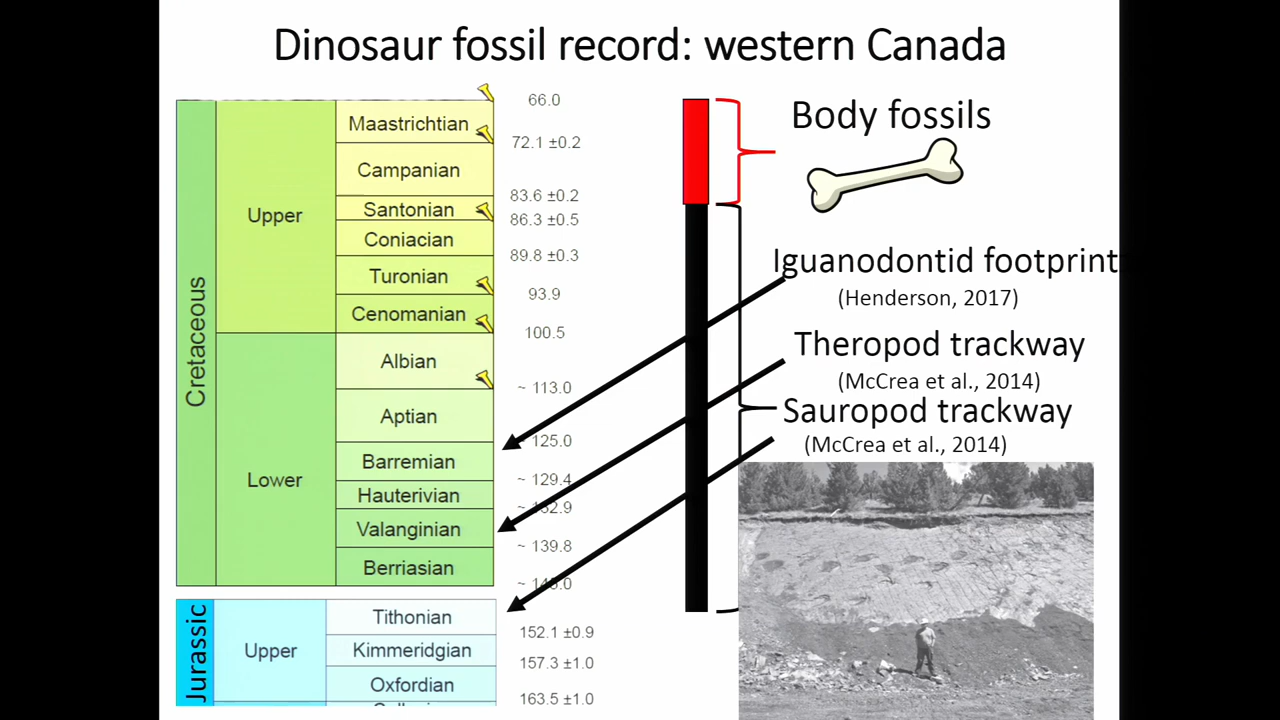 Dinosaur fossil record: western Canada
Cretaceous
Upper
Maastrichtian
Campanian
Santonian
Coniacian
Turonian
Cenomanian
Lower
Albian
Aptian
Barremian
Hauterivian
Valanginian
Berriasian
Jurassic
Upper
Tithonian
Kimmeridgian
Oxfordian
66.0
72.1 ±0.2
83.6 ±0.2
86.3 ±0.5
89.8 ±0.3
93.9
100.5
~ 113.0
125.0
~ 129.4
~ 139.8
152.1 ±0.9
157.3 ±1.0
163.5 ±1.0
Body fossils
Iguanodontid footprints
(Henderson, 2017)
Theropod trackway
(McCrea et al., 2014)
Sauropod trackway
(McCrea et al., 2014)